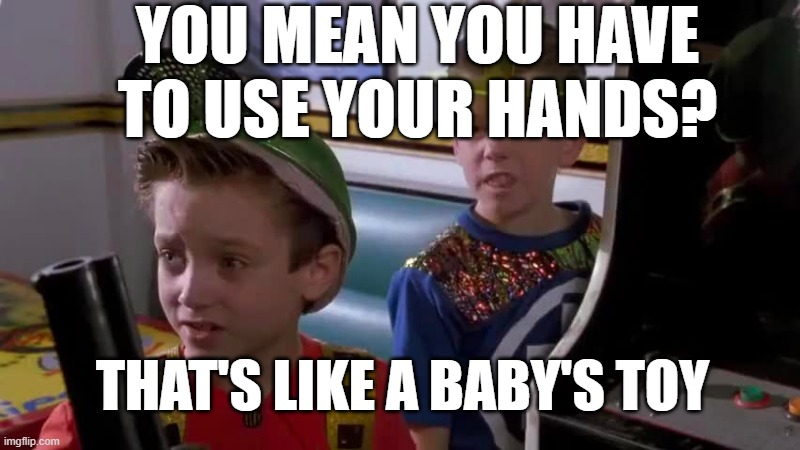 YOU MEAN YOU HAVE
TO USE YOUR HANDS?
THAT'S LIKE A BABY'S TOY
imgflip.com